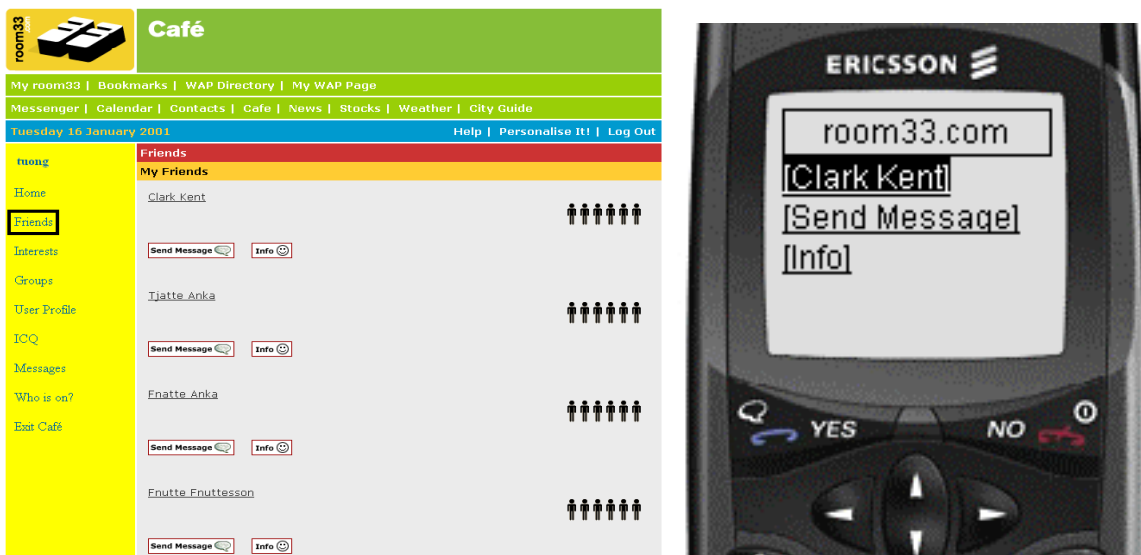 room33
.com
Café
My room33 | Bookmarks | WAP Directory | My WAP Page
Messenger | Calendar | Contacts | Cafe | News | Stocks | Weather | City Guide
Tuesday 16 January 2001
Help | Personalise It! | Log Out
tuong
Home
Friends
Interests
Groups
User Profile
ICQ
Messages
Who is on?
Exit Café
Friends
My Friends
Clark Kent
Send Message Info
Tjatte Anka
Send Message Info
Fnatte Anka
Send Message Info
Fnutte Fnuttesson
Send Message Info
ERICSSON
room33.com
[Clark Kent]
[Send Message]
[Info]
YES NO